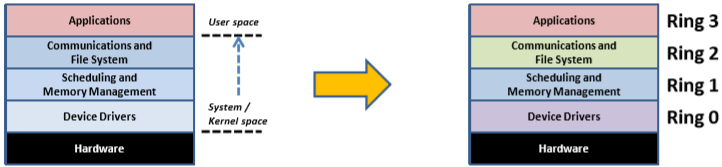 Applications
Communications and
File System
Scheduling and
Memory Management
Device Drivers
Hardware
User space
System /
Kernel space
Applications
Communications and
File System
Scheduling and
Memory Management
Device Drivers
Hardware
Ring 3
Ring 2
Ring 1
Ring 0